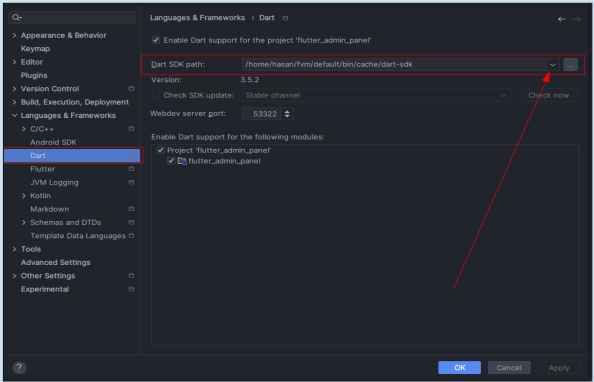 Languages & Frameworks › Dart
Enable Dart support for the project 'flutter_admin_panel'
Dart SDK path: /home/hasan/fvm/default/bin/cache/dart-sdk ...
Version: 3.5.2
Check SDK update: Stable channel Check now
Webdev server port: 53322
Enable Dart support for the following modules:
Project 'flutter_admin_panel'
flutter_admin_panel
Appearance & Behavior
Keymap
Editor
Plugins
Version Control
Build, Execution, Deployment
Languages & Frameworks
C/C++
Android SDK
Dart
Flutter
JVM Logging
Kotlin
Markdown
Schemas and DTDs
Template Data Languages
Tools
Advanced Settings
Other Settings
Experimental
?
OK
Cancel
Apply